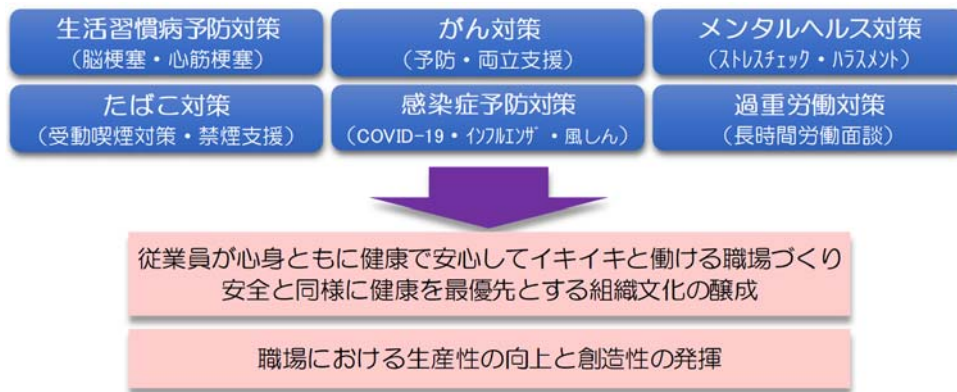 生活習慣病予防対策
（脳梗塞・心筋梗塞）
がん対策
（予防・両立支援）
メンタルヘルス対策
（ｽﾄﾚｽﾁｪｯｸ・ﾊﾗｽﾒﾝﾄ）
たばこ対策
（受動喫煙対策・禁煙支援）
感染症予防対策
（COVID-19・ｲﾝﾌﾙｴﾝｻﾞ・風しん）
過重労働対策
（長時間労働面談）
従業員が心身ともに健康で安心してイキイキと働ける職場づくり
安全と同様に健康を最優先とする組織文化の醸成
職場における生産性の向上と創造性の発揮